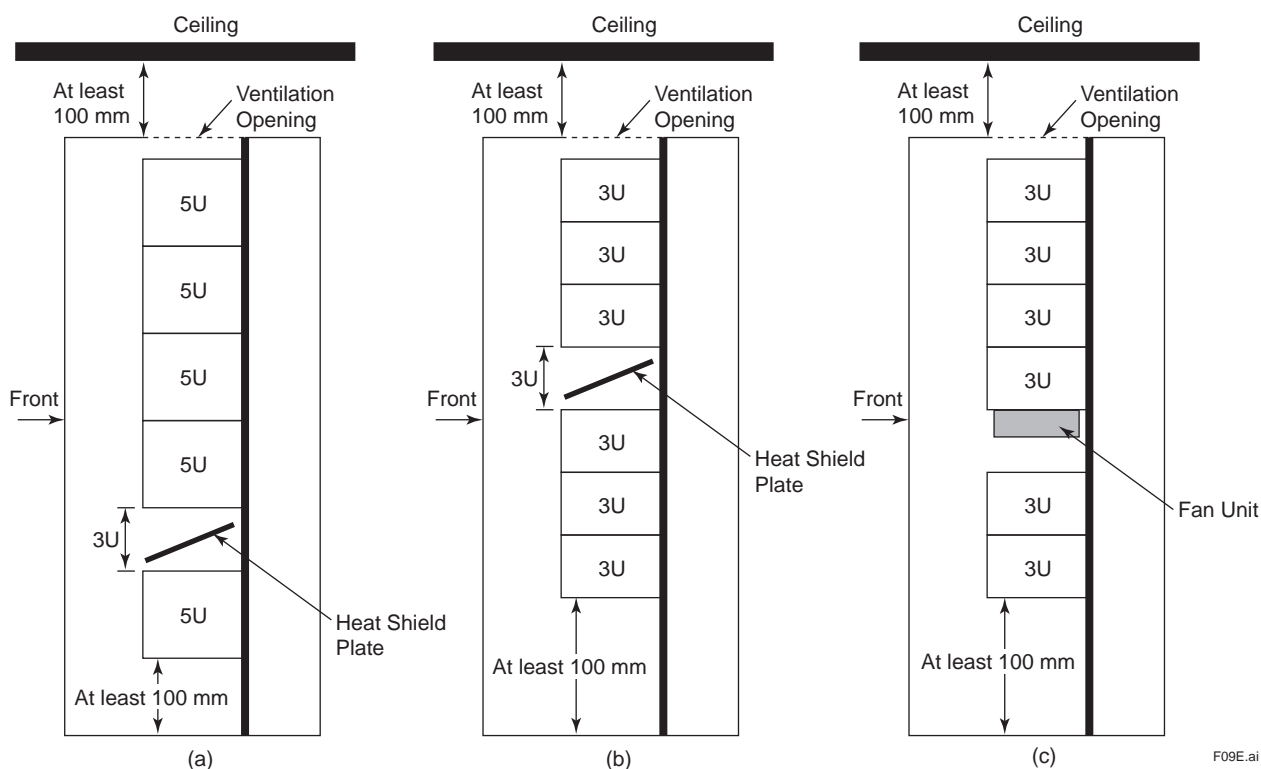 Ceiling
At least
100 mm
Ventilation
Opening
5U
5U
5U
5U
Front
3U
5U
Heat Shield
Plate
At least 100 mm
(a)
Ceiling
At least
100 mm
Ventilation
Opening
3U
3U
3U
3U
Front
3U
Heat Shield
Plate
3U
3U
At least 100 mm
(b)
Ceiling
At least
100 mm
Ventilation
Opening
3U
3U
3U
3U
Front
3U
Fan Unit
3U
At least 100 mm
(c)
F09E.ai